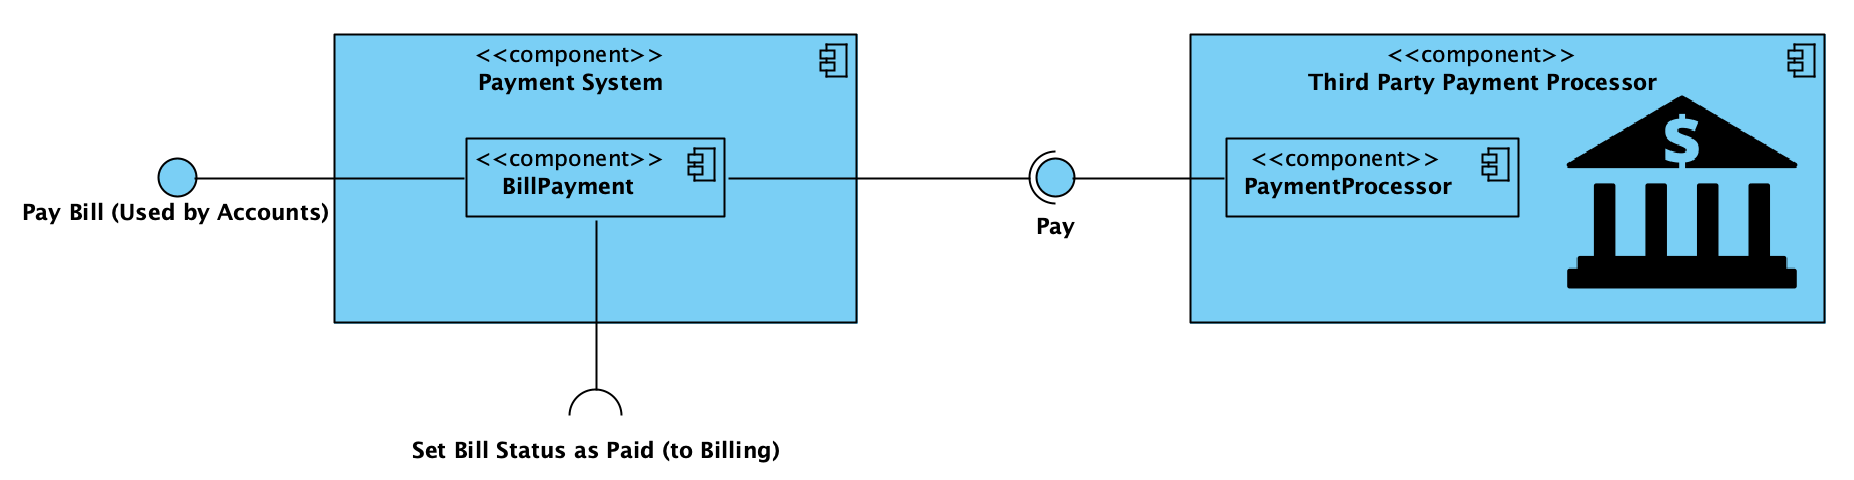 <<component>>
Payment System
<<component>>
BillPayment
Pay Bill (Used by Accounts)
Set Bill Status as Paid (to Billing)
Pay
<<component>>
Third Party Payment Processor
<<component>>
PaymentProcessor
$